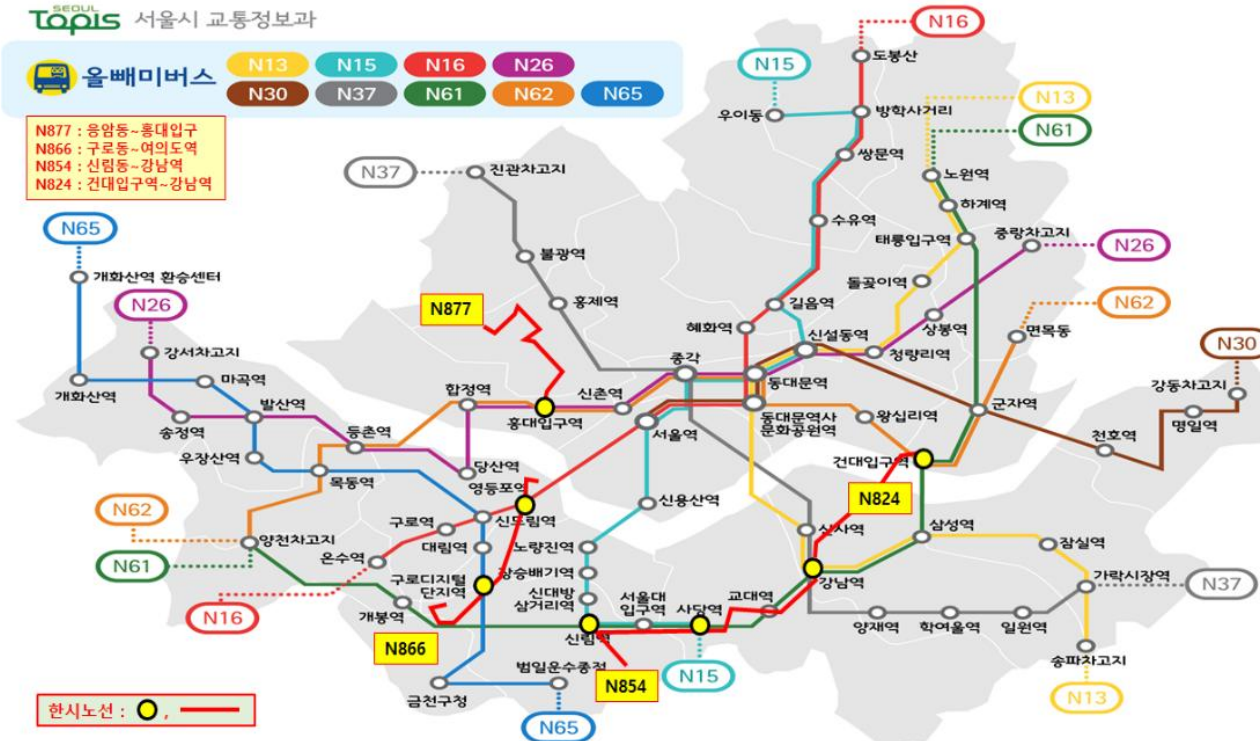 SEOUL
Topis 서울시 교통정보과
올빼미버스
N13 N15 N16 N26
N30 N37 N61 N62 N65
N877 : 응암동~홍대입구
N866 : 구로동~여의도역
N854 : 신림동~강남역
N824 : 건대입구역~강남역
N16
도봉산
N15
우이동
방학사거리
N13
N61
쌍문역
N37
진관차고지
노원역
하계역
수유역
태릉입구역
중랑차고지
N26
N65
불광역
개화산역 환승센터
돌곶이역
N26
N877
홍제역
길음역
N62
혜화역
신설동역
상봉역
면목동
강서차고지
종각
청량리역
N30
개화산역
마곡역
합정역
신촌역
동대문역
강동차고지
발산역
홍대입구역
서울역
동대문역사
문화공원역
왕십리역
군자역
명일역
송정역
등촌역
천호역
우장산역
당산역
건대입구역
목동역
영등포역
N824
N62
신도림역
신용산역
양천차고지
구로역
신사역
삼성역
잠실역
N61
온수역
대림역
노량진역
구로디지털
단지역
장승배기역
강남역
가락시장역
N37
신대방
삼거리역
서울대
입구역
사당역
교대역
N16
개봉역
신림역
양재역
학여울역
일원역
N866
범일운수종점
N854
N15
송파차고지
금천구청
N13
한시노선 : ,
N65